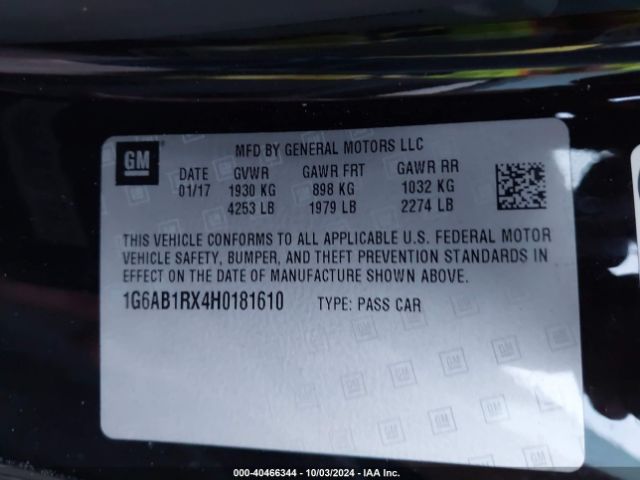 GM
MFD BY GENERAL MOTORS LLC
DATE GVWR GAWR FRT GAWR RR
01/17 1930 KG 898 KG 1032 KG
4253 LB 1979 LB 2274 LB
THIS VEHICLE CONFORMS TO ALL APPLICABLE U.S. FEDERAL MOTOR
VEHICLE SAFETY, BUMPER, AND THEFT PREVENTION STANDARDS IN
EFFECT ON THE DATE OF MANUFACTURE SHOWN ABOVE.
1G6AB1RX4H0181610 TYPE: PASS CAR
000-40466344 - 10/03/2024 - IAA Inc.